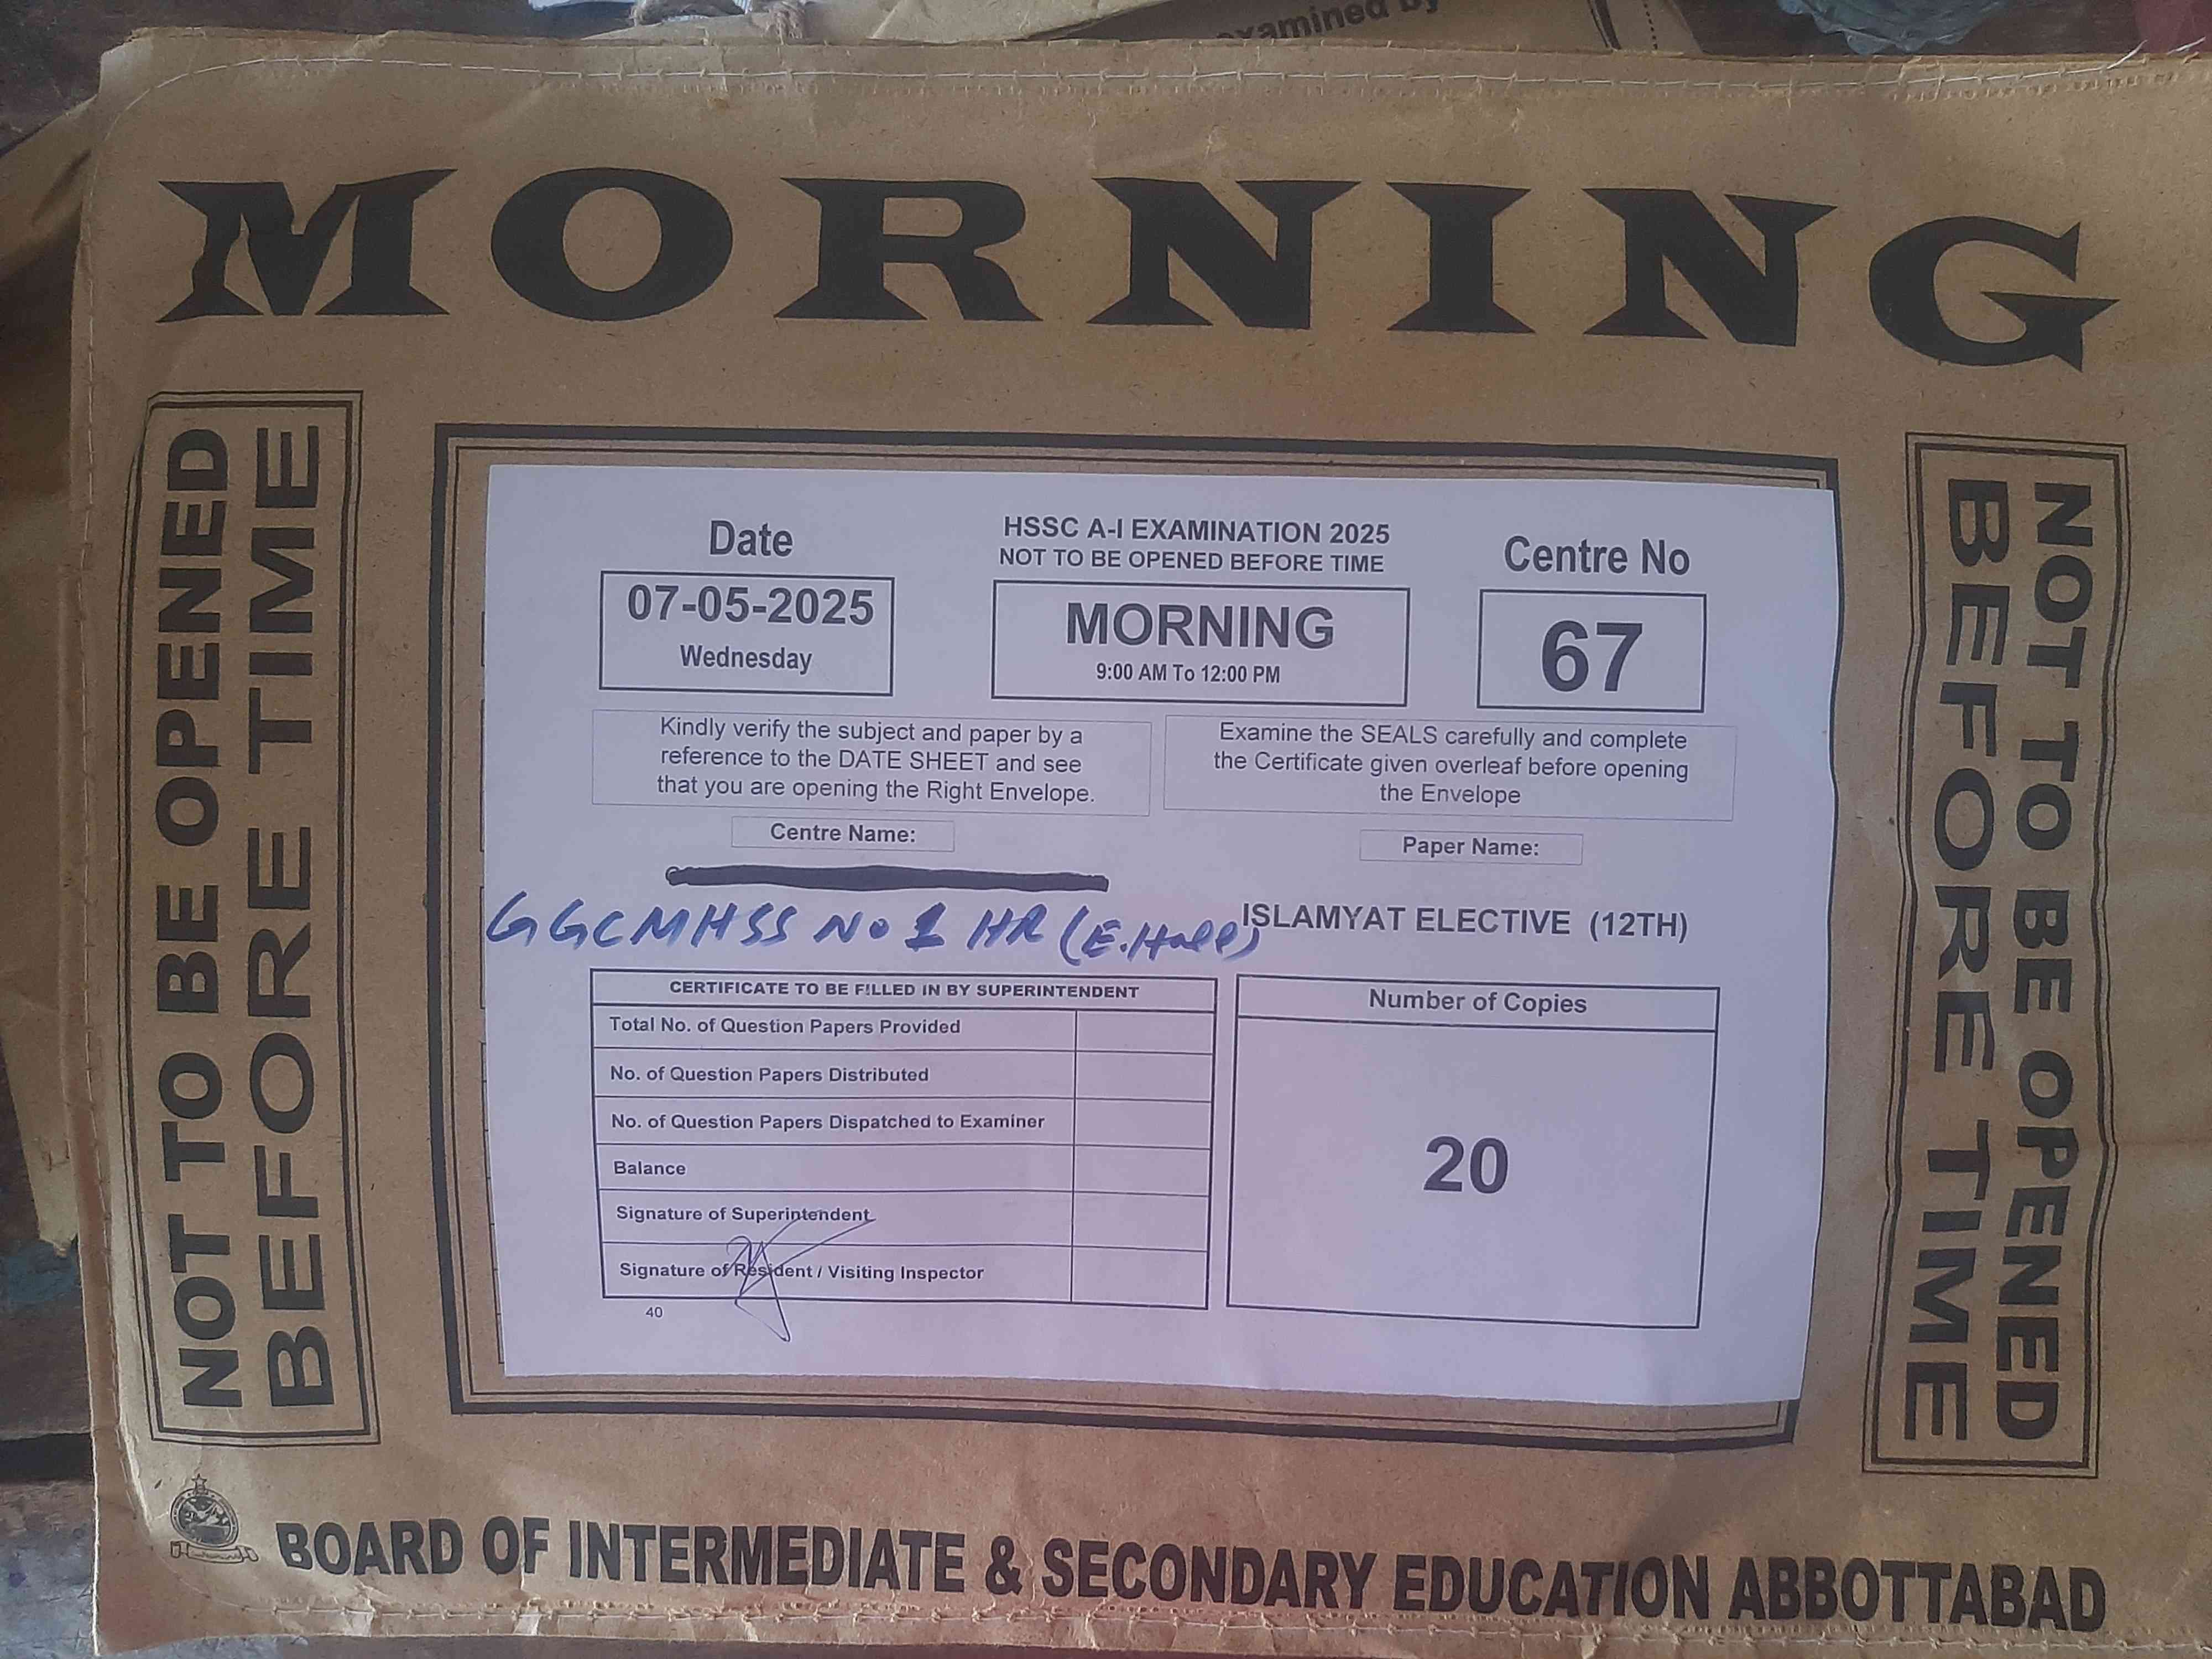 examined by
MORNING
NOT TO BE OPENED
BEFORE TIME
Date
07-05-2025
Wednesday
HSSC A-I EXAMINATION 2025
NOT TO BE OPENED BEFORE TIME
MORNING
9:00 AM To 12:00 PM
Centre No
67
Kindly verify the subject and paper by a
reference to the DATE SHEET and see
that you are opening the Right Envelope.
Examine the SEALS carefully and complete
the Certificate given overleaf before opening
the Envelope
Centre Name:
GGCMHSS No 1 HR (E.Hall)
Paper Name:
ISLAMYAT ELECTIVE (12TH)
CERTIFICATE TO BE FILLED IN BY SUPERINTENDENT
Total No. of Question Papers Provided
No. of Question Papers Distributed
No. of Question Papers Dispatched to Examiner
Balance
Signature of Superintendent
Signature of Resident / Visiting Inspector
40
Number of Copies
20
NOT TO BE OPENED
BEFORE TIME
BOARD OF INTERMEDIATE & SECONDARY EDUCATION ABBOTTABAD